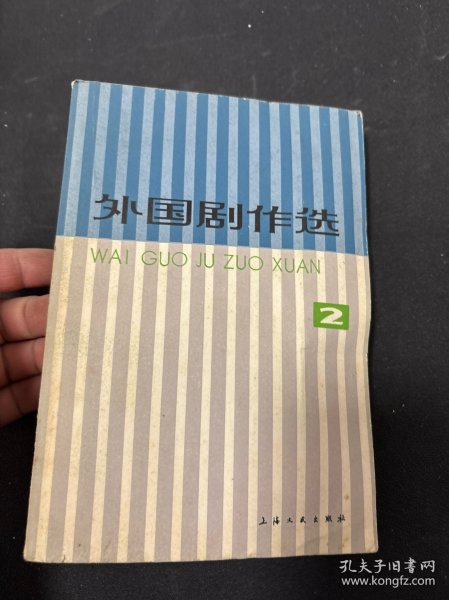 外国剧作选
WAI GUO JU ZUO XUAN
2
上海文艺出版社
孔夫子旧书网
www.kongfz.com